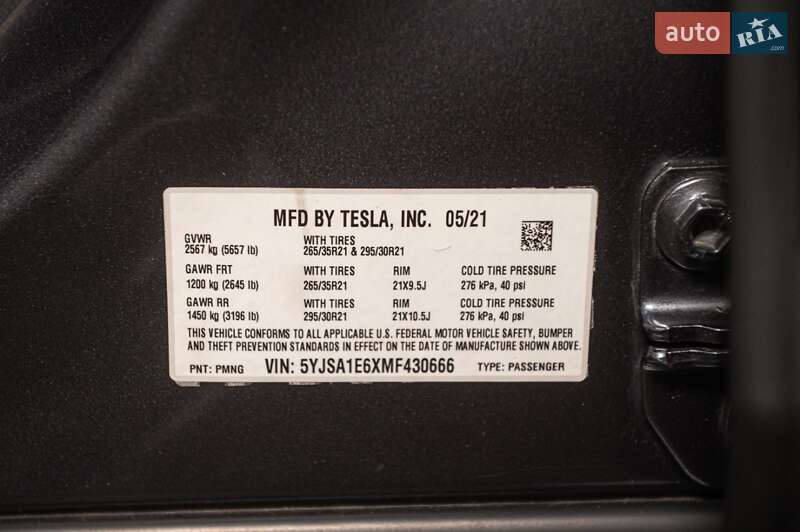 auto RIA .com
MFD BY TESLA, INC. 05/21
GVWR WITH TIRES
2567 kg (5657 lb) 265/35R21 & 295/30R21
GAWR FRT WITH TIRES RIM COLD TIRE PRESSURE
1200 kg (2645 lb) 265/35R21 21X9.5J 276 kPa, 40 psi
GAWR RR WITH TIRES RIM COLD TIRE PRESSURE
1450 kg (3196 lb) 295/30R21 21X10.5J 276 kPa, 40 psi
THIS VEHICLE CONFORMS TO ALL APPLICABLE U.S. FEDERAL MOTOR VEHICLE SAFETY, BUMPER
AND THEFT PREVENTION STANDARDS IN EFFECT ON THE DATE OF MANUFACTURE SHOWN ABOVE.
PNT: PMNG VIN: 5YJSA1E6XMF430666 TYPE: PASSENGER